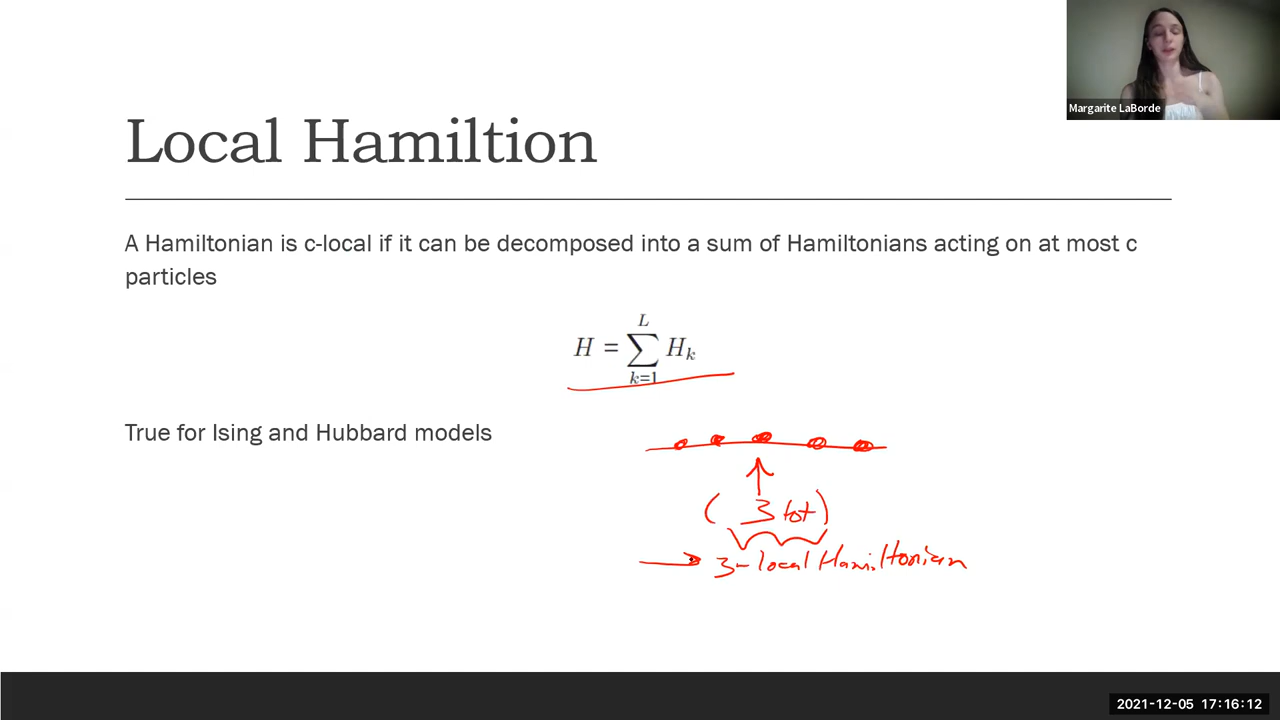 Margarite LaBorde
Local Hamiltion
A Hamiltonian is c-local if it can be decomposed into a sum of Hamiltonians acting on at most c
particles
H = \sum_{k=1}^{L} H_k
True for Ising and Hubbard models
( 3 tot )
→ 3-local Hamiltonian
2021-12-05 17:16:12